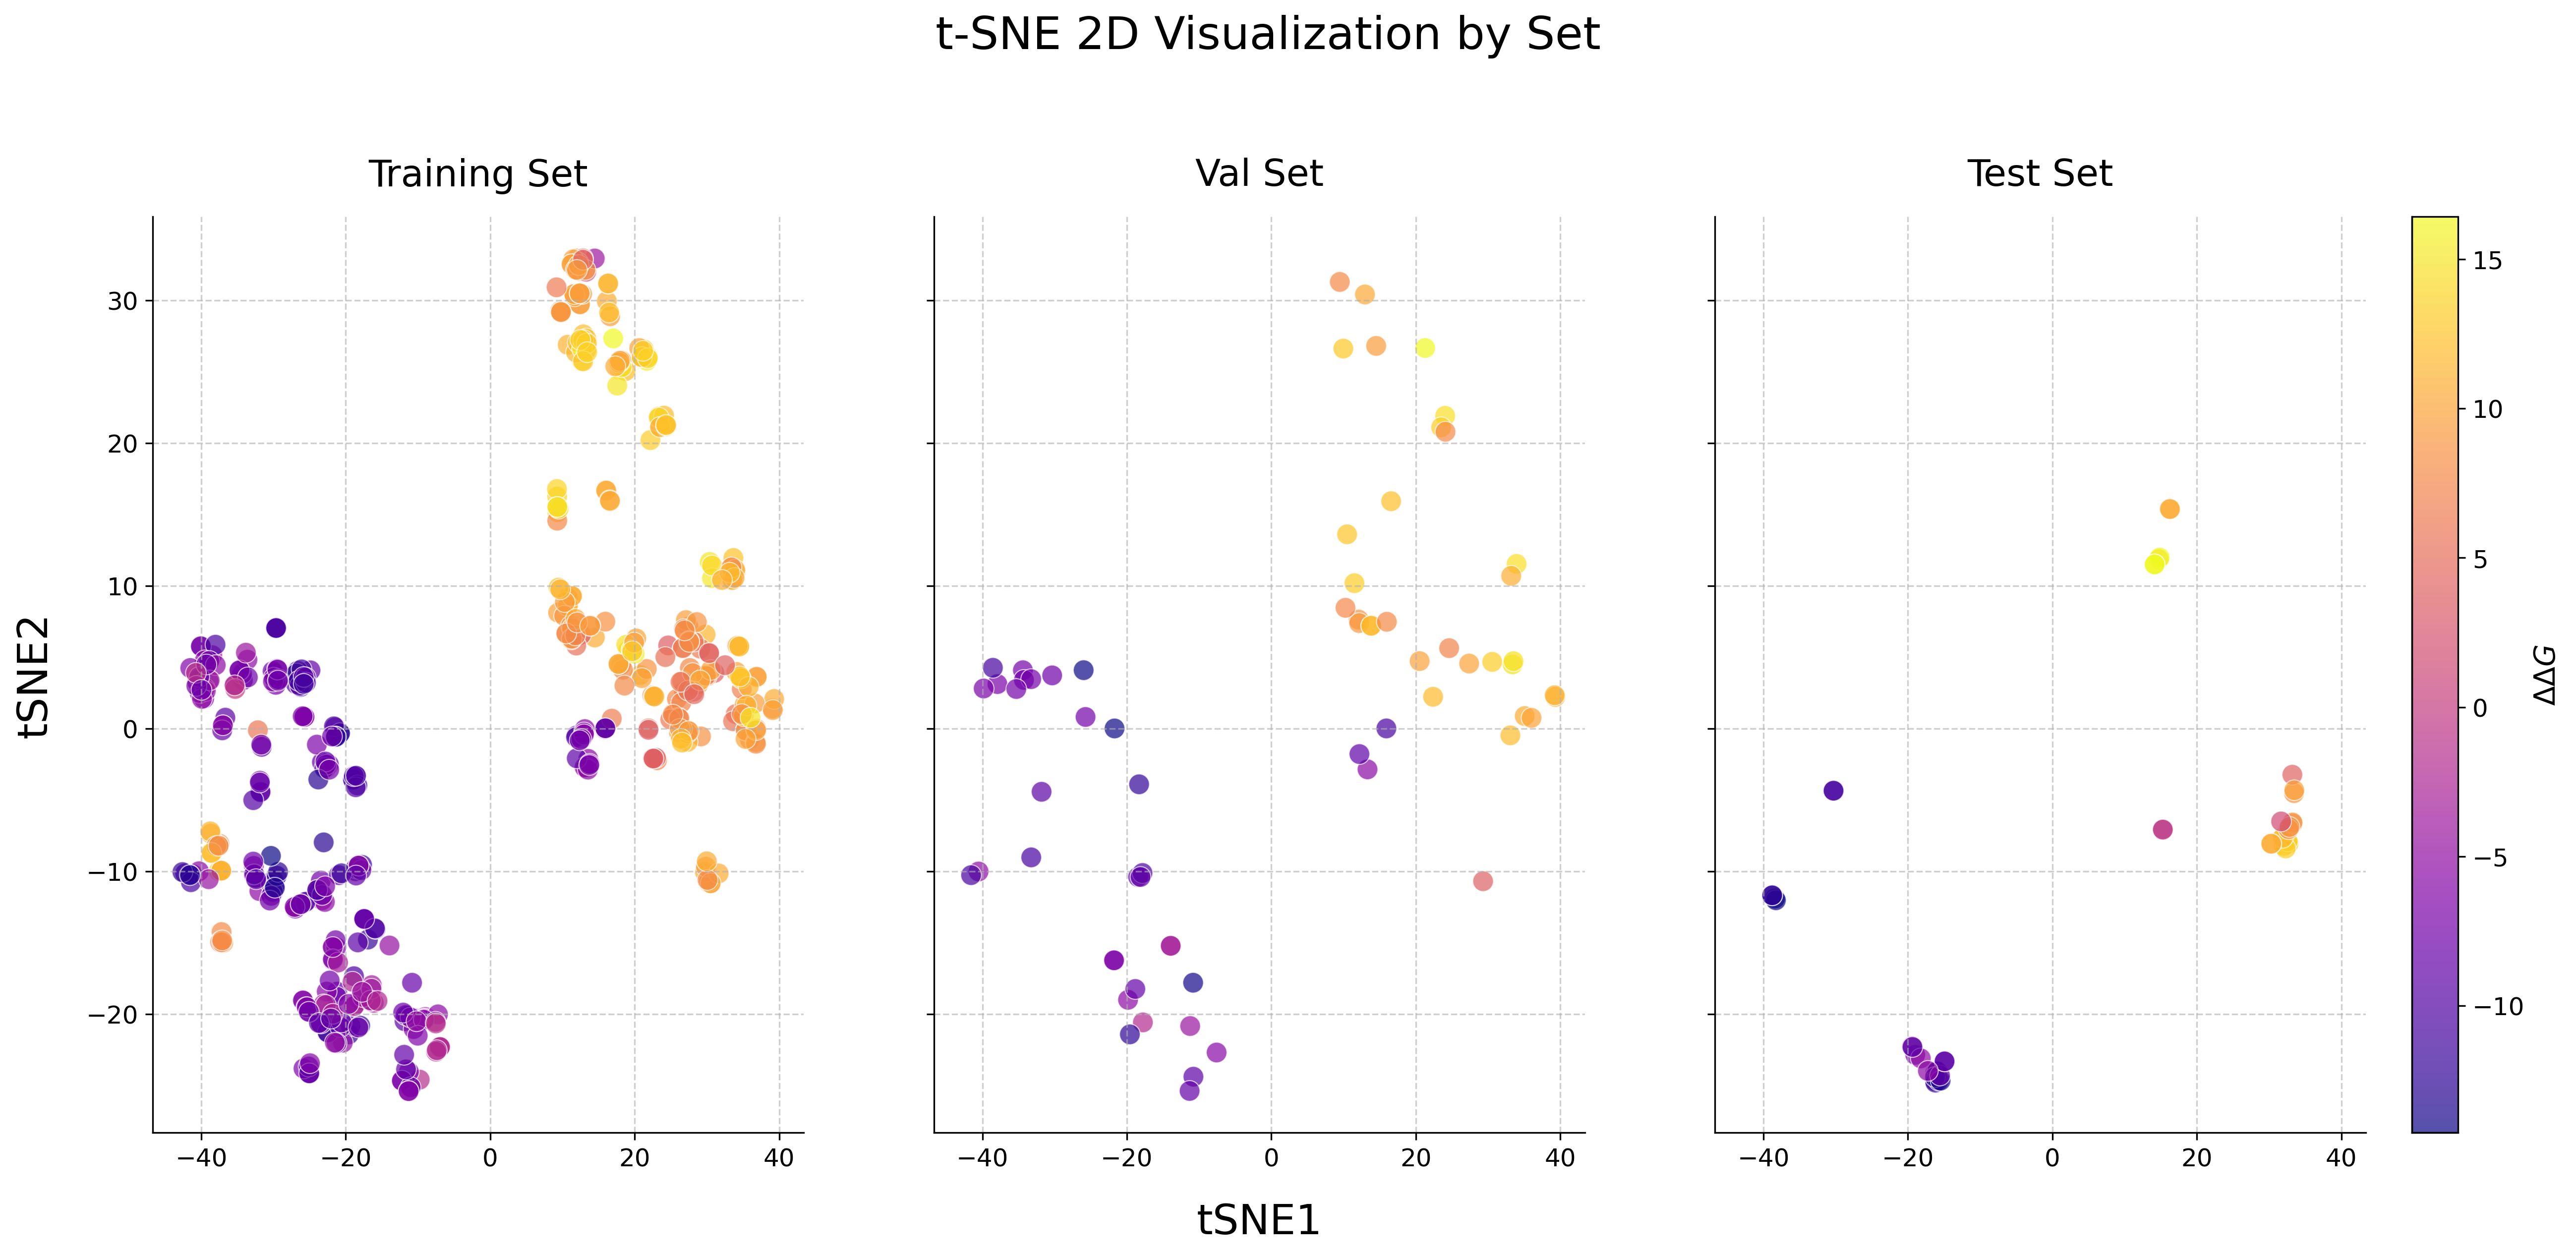 t-SNE 2D Visualization by Set
Training Set
Val Set
Test Set
tSNE2
30
20
10
0
−10
−20
−40 −20 0 20 40
−40 −20 0 20 40
−40 −20 0 20 40
tSNE1
15
10
5
0
−5
−10
ΔΔG